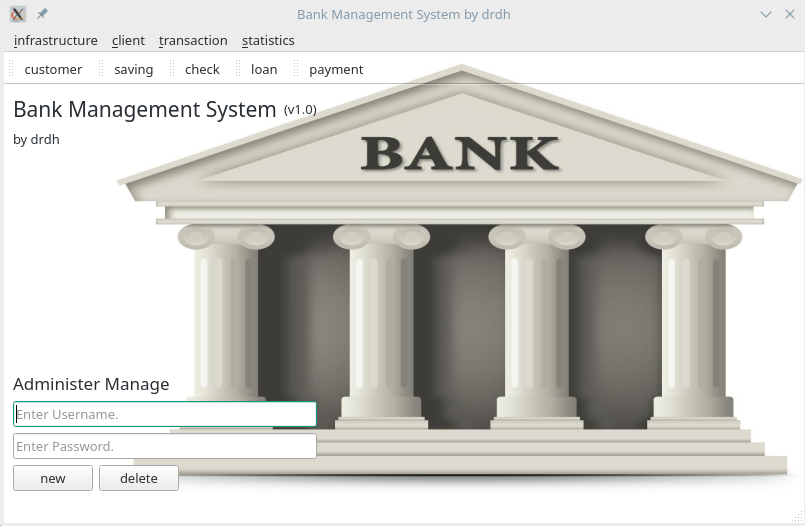 Bank Management System by drdh
infrastructure client transaction statistics
customer saving check loan payment
Bank Management System (v1.0)
by drdh
BANK
Administer Manage
Enter Username.
Enter Password.
new delete